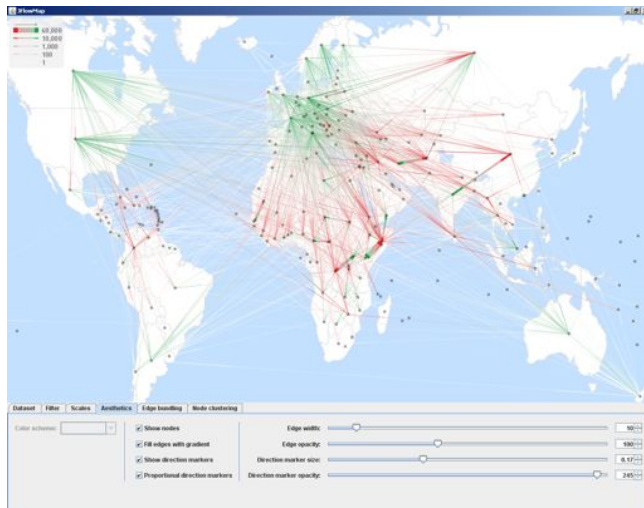 JFlowMap
60,000
10,000
1,000
100
1
Dataset Filter Scales Aesthetics Edge bundling Node clustering
Color scheme:
Show nodes
Fill edges with gradient
Show direction markers
Proportional direction markers
Edge width: 10
Edge opacity: 100
Direction marker size: 0.17
Direction marker opacity: 245